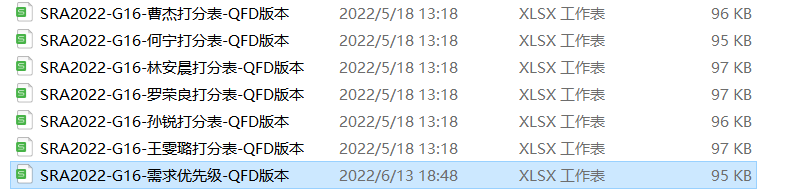 SRA2022-G16-曹杰打分表-QFD版本 2022/5/18 13:18 XLSX 工作表 96 KB
SRA2022-G16-何宁打分表-QFD版本 2022/5/18 13:18 XLSX 工作表 95 KB
SRA2022-G16-林安晨打分表-QFD版本 2022/5/18 13:18 XLSX 工作表 97 KB
SRA2022-G16-罗荣良打分表-QFD版本 2022/5/18 13:18 XLSX 工作表 97 KB
SRA2022-G16-孙锐打分表-QFD版本 2022/5/18 13:18 XLSX 工作表 96 KB
SRA2022-G16-王雯璐打分表-QFD版本 2022/5/18 13:18 XLSX 工作表 97 KB
SRA2022-G16-需求优先级-QFD版本 2022/6/13 18:48 XLSX 工作表 95 KB